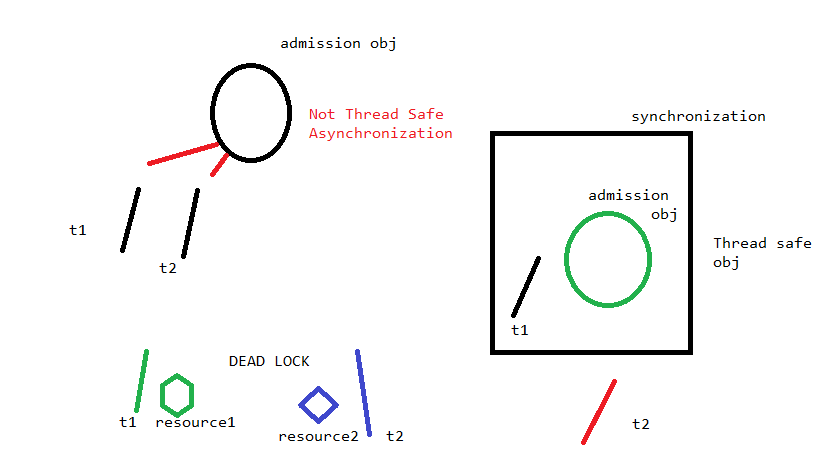 admission obj
Not Thread Safe
Asynchronization
t1
t2
synchronization
admission
obj
Thread safe
obj
t1
t2
DEAD LOCK
t1 resource1
resource2 t2